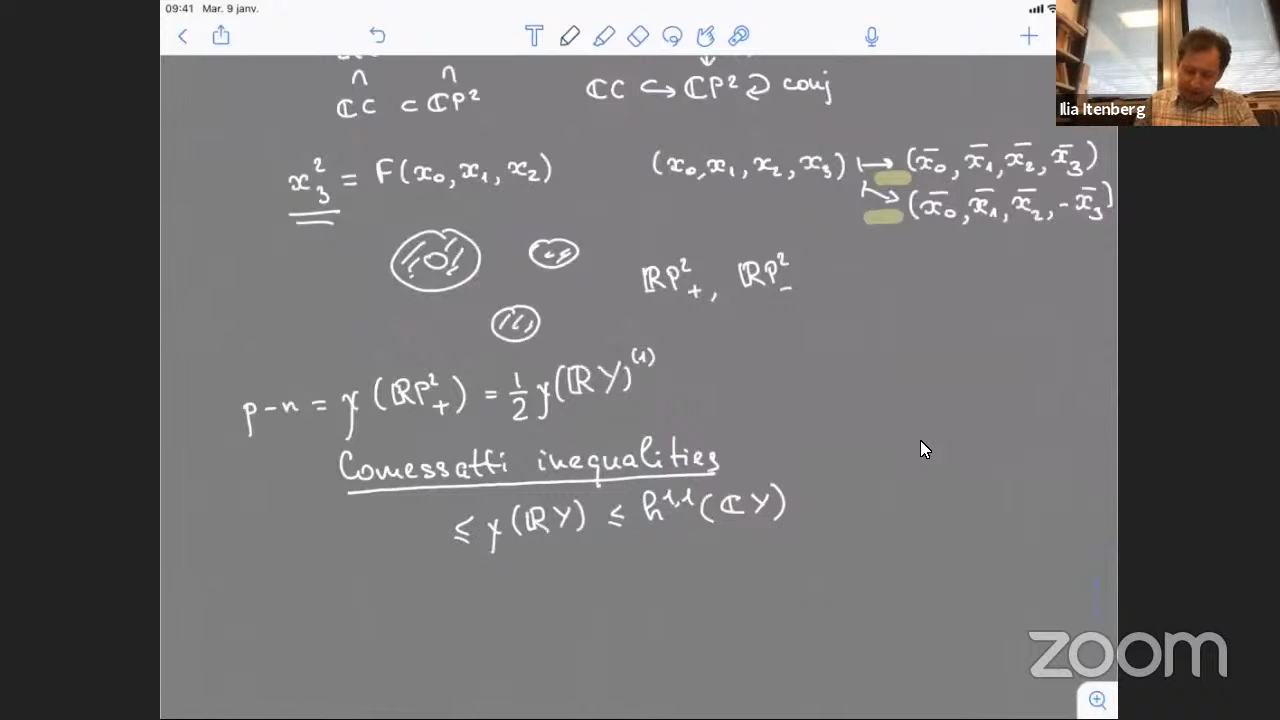 09:41 Mar. 9 janv.
Ilia Itenberg
∩ ∩
ℂC ⊂ ℂP² ℂC ↪ ℂP² ⟲ conj
x₃² = F(x₀, x₁, x₂) (x₀, x₁, x₂, x₃) ↦ (x̄₀, x̄₁, x̄₂, x̄₃)
↘ (x̄₀, x̄₁, x̄₂, -x̄₃)
ℝP²₊, ℝP²₋
p-n = χ(ℝP²₊) = ½ χ(ℝY)⁽¹⁾
Comessatti inequalities
≤ χ(ℝY) ≤ h¹,¹(ℂY)
zoom